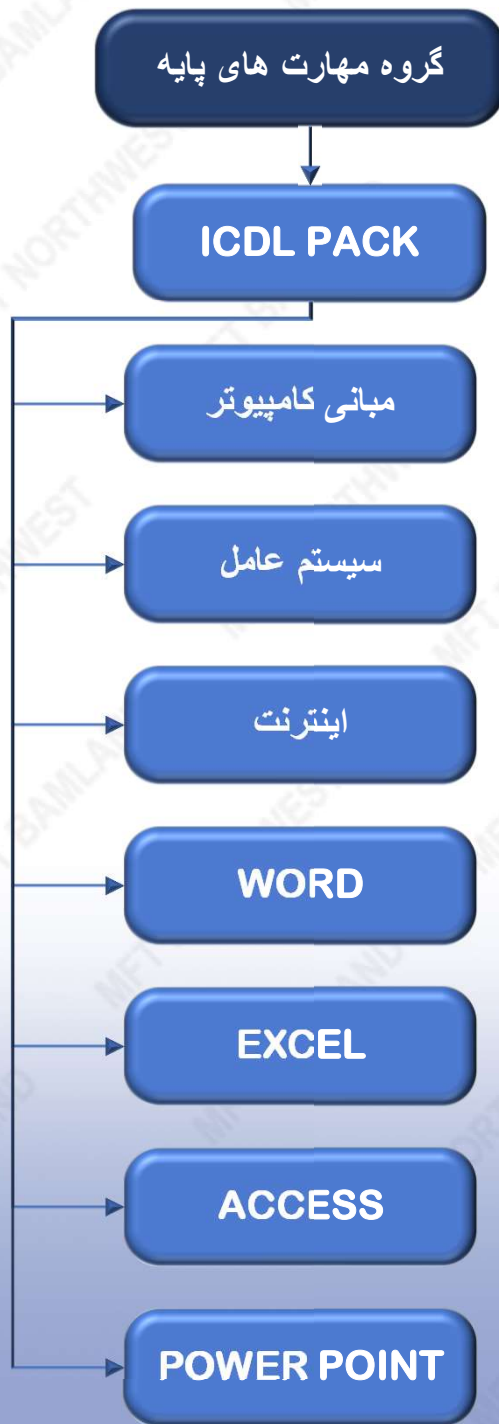 گروه مهارت های پایه
ICDL PACK
مبانی کامپیوتر
سیستم عامل
اینترنت
WORD
EXCEL
ACCESS
POWER POINT